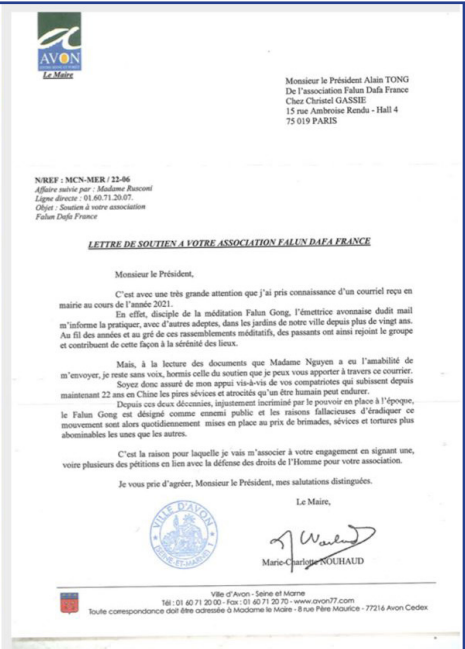 AVON
Le Maire
Monsieur le Président Alain TONG
De l'association Falun Dafa France
Chez Christel GASSIE
15 rue Ambroise Rendu - Hall 4
75 019 PARIS
N/REF : MCN-MER / 22-06
Affaire suivie par : Madame Rusconi
Ligne directe : 01.60.71.20.07.
Objet : Soutien à votre association
Falun Dafa France
LETTRE DE SOUTIEN A VOTRE ASSOCIATION FALUN DAFA FRANCE
Monsieur le Président,
C'est avec une très grande attention que j'ai pris connaissance d'un courriel reçu en
mairie au cours de l'année 2021.
En effet, disciple de la méditation Falun Gong, l'émettrice avonnaise dudit mail
m'informe la pratiquer, avec d'autres adeptes, dans les jardins de notre ville depuis plus de vingt ans.
Au fil des années et au gré de ces rassemblements méditatifs, des passants ont ainsi rejoint le groupe
et contribuent de cette façon à la sérénité des lieux.
Mais, à la lecture des documents que Madame Nguyen a eu l'amabilité de
m'envoyer, je reste sans voix, hormis celle du soutien que je peux vous apporter à travers ce courrier.
Soyez donc assuré de mon appui vis-à-vis de vos compatriotes qui subissent depuis
maintenant 22 ans en Chine les pires sévices et atrocités qu'un être humain peut endurer.
Depuis ces deux décennies, injustement incriminé par le pouvoir en place à l'époque,
le Falun Gong est désigné comme ennemi public et les raisons fallacieuses d'éradiquer ce
mouvement sont alors quotidiennement mises en place au prix de brimades, sévices et tortures plus
abominables les unes que les autres.
C'est la raison pour laquelle je vais m'associer à votre engagement en signant une,
voire plusieurs des pétitions en lien avec la défense des droits de l'Homme pour votre association.
Je vous prie d'agréer, Monsieur le Président, mes salutations distinguées.
Le Maire,
VILLE D'AVON
SEINE-ET-MARNE
Marie-Charlotte NOUHAUD
Ville d'Avon - Seine et Marne
Tél : 01 60 71 20 00 - Fax : 01 60 71 20 70 - www.avon77.com
Toute correspondance doit être adressée à Madame le Maire - 8 rue Père Maurice - 77216 Avon Cedex